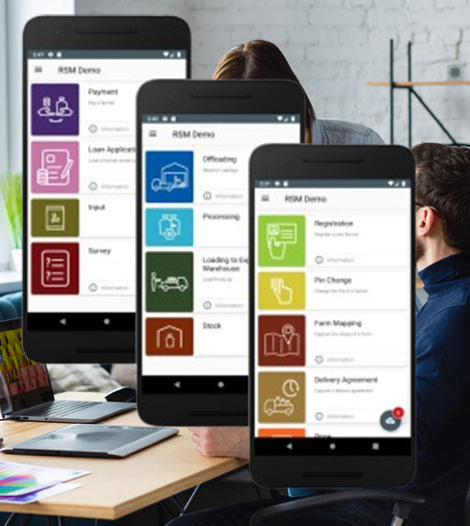 RSM Demo
Payment
Pay a farmer
Information
Loan Applicat
Information
Input
Survey
Information
RSM Demo
Offloading
Information
Processing
Loading to Ex
Warehouse
Information
Stock
RSM Demo
Registration
Register a new farmer
Information
Pin Change
Change the Pin of a farmer
Farm Mapping
Capture the shape of a Farm
Information
Delivery Agreement
Capture a delivery Agreement
Information